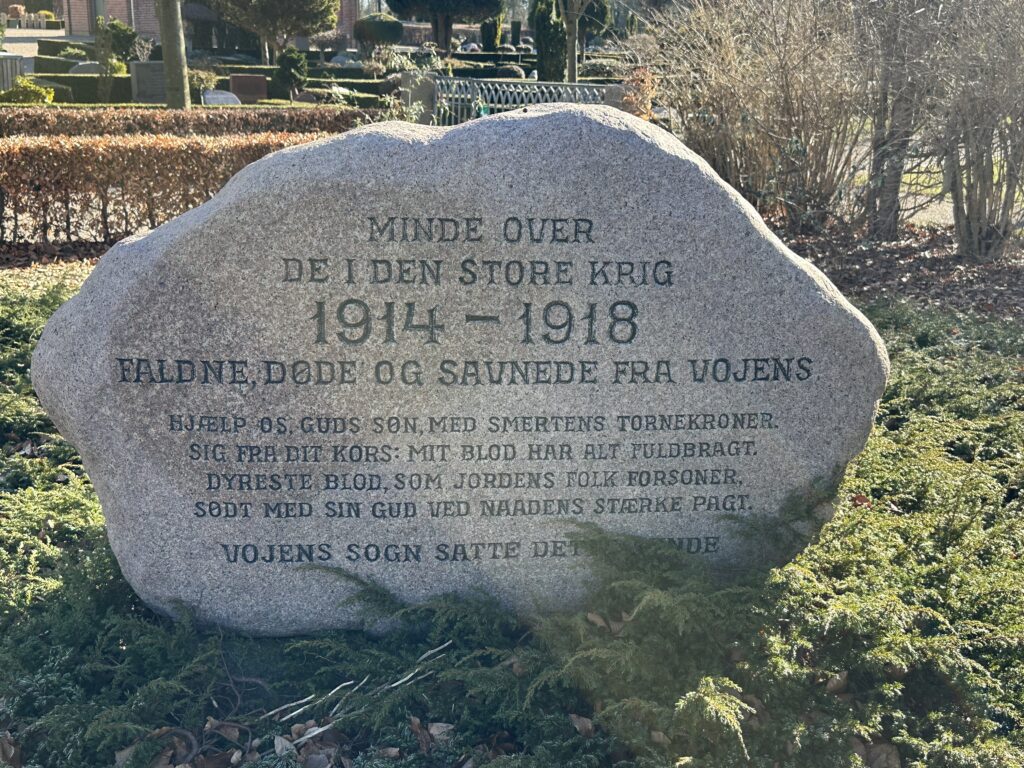 MINDE OVER
DE I DEN STORE KRIG
1914 – 1918
FALDNE, DØDE OG SAVNEDE FRA VOJENS
HJÆLP OS, GUDS SØN, MED SMERTENS TORNEKRONER.
SIG FRA DIT KORS: MIT BLOD HAR ALT FULDBRAGT.
DYRESTE BLOD, SOM JORDENS FOLK FORSONER,
SØDT MED SIN GUD VED NAADENS STÆRKE PAGT.
VOJENS SOGN SATTE